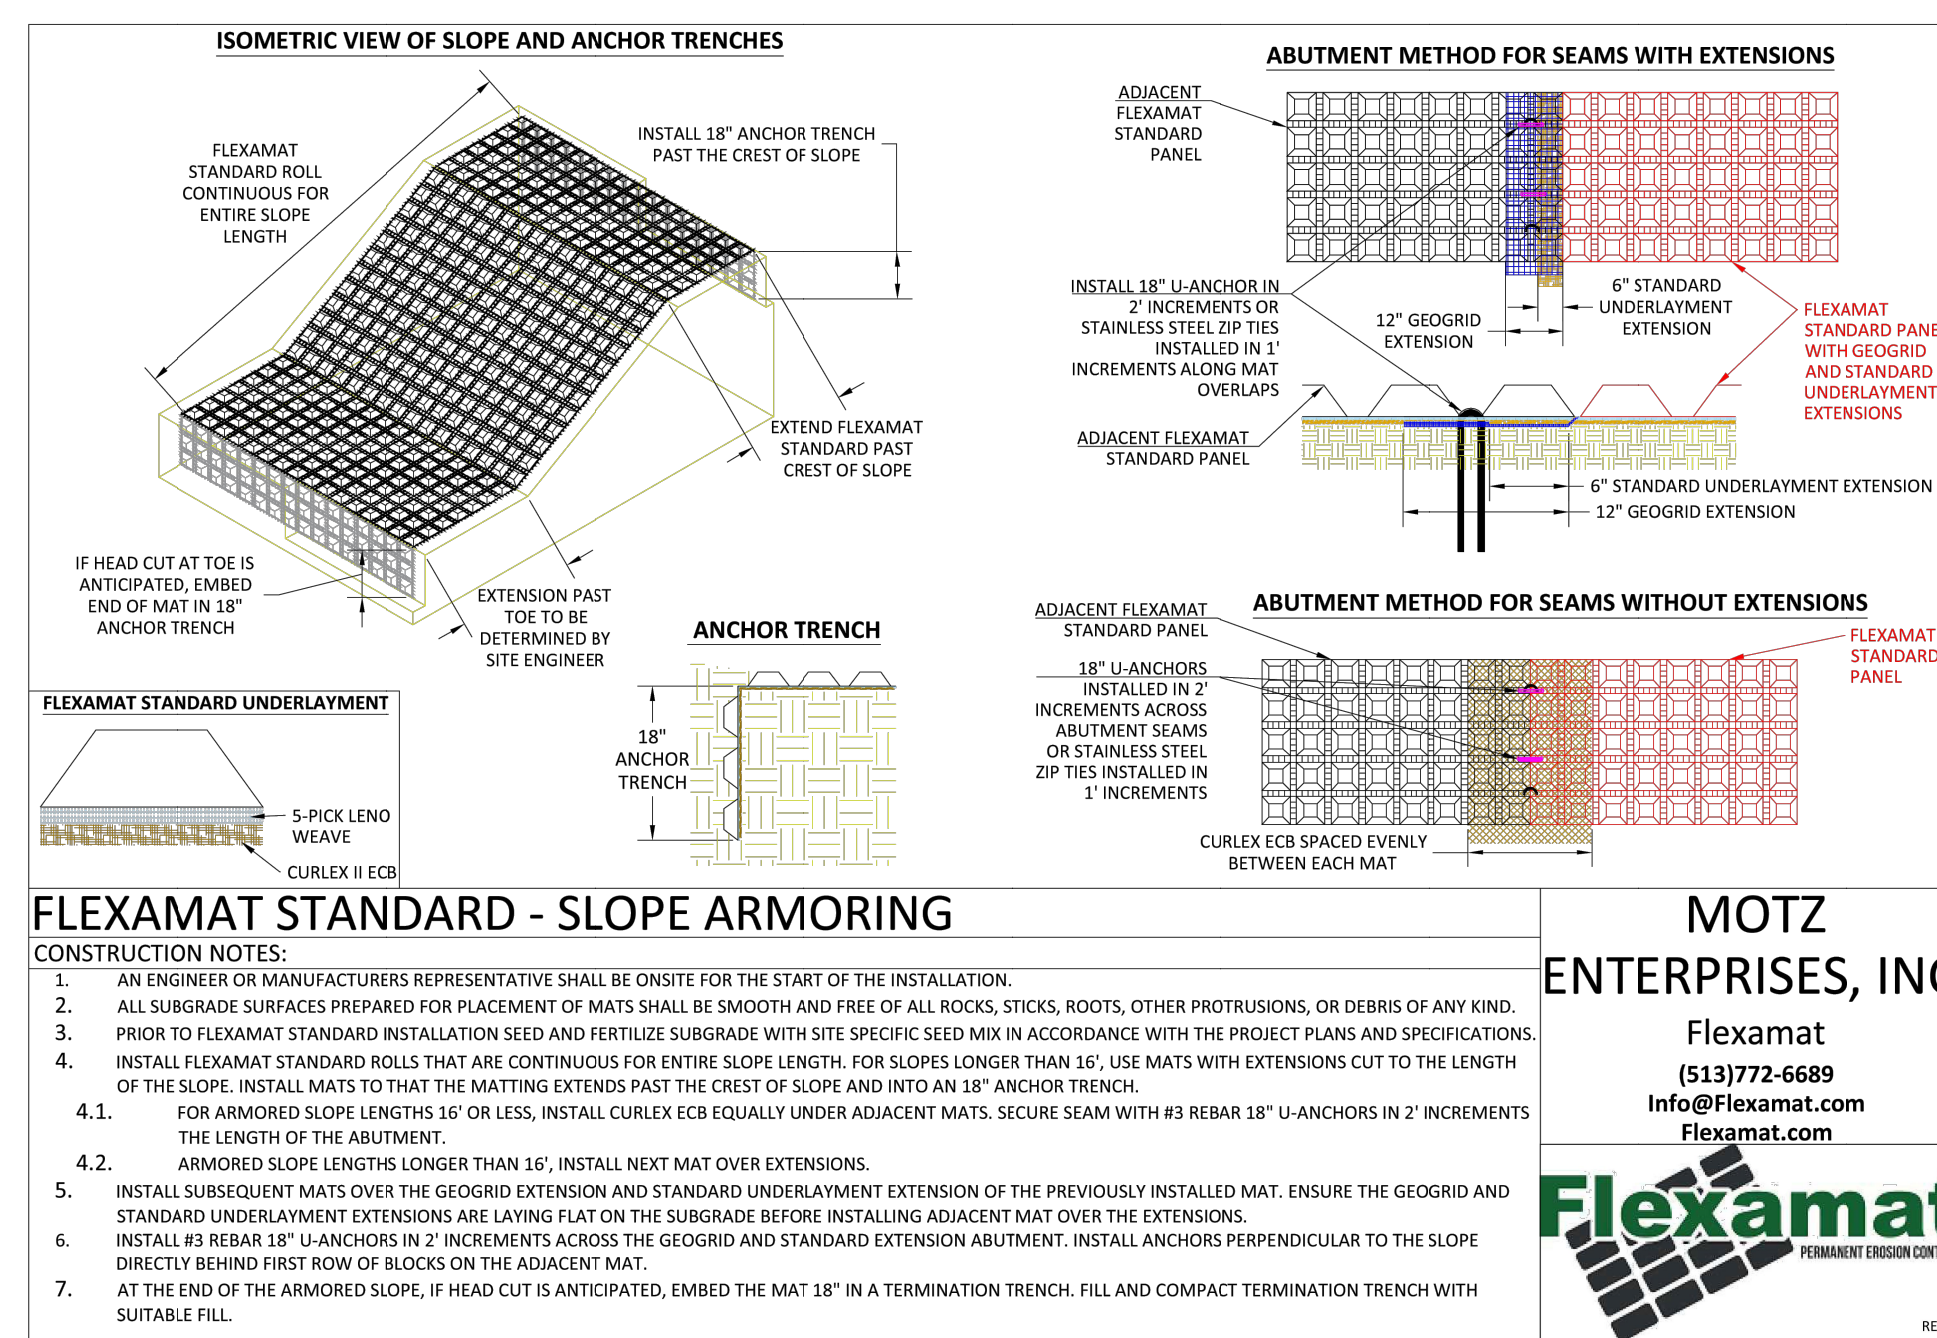 ISOMETRIC VIEW OF SLOPE AND ANCHOR TRENCHES
FLEXAMAT
STANDARD ROLL
CONTINUOUS FOR
ENTIRE SLOPE
LENGTH
INSTALL 18" ANCHOR TRENCH
PAST THE CREST OF SLOPE
EXTEND FLEXAMAT
STANDARD PAST
CREST OF SLOPE
IF HEAD CUT AT TOE IS
ANTICIPATED, EMBED
END OF MAT IN 18"
ANCHOR TRENCH
EXTENSION PAST
TOE TO BE
DETERMINED BY
SITE ENGINEER
ABUTMENT METHOD FOR SEAMS WITH EXTENSIONS
ADJACENT
FLEXAMAT
STANDARD
PANEL
INSTALL 18" U-ANCHOR IN
2' INCREMENTS OR
STAINLESS STEEL ZIP TIES
INSTALLED IN 1'
INCREMENTS ALONG MAT
OVERLAPS
12" GEOGRID
EXTENSION
6" STANDARD
UNDERLAYMENT
EXTENSION
FLEXAMAT
STANDARD PANE
WITH GEOGRID
AND STANDARD
UNDERLAYMENT
EXTENSIONS
ADJACENT FLEXAMAT
STANDARD PANEL
6" STANDARD UNDERLAYMENT EXTENSION
12" GEOGRID EXTENSION
ABUTMENT METHOD FOR SEAMS WITHOUT EXTENSIONS
ADJACENT FLEXAMAT
STANDARD PANEL
18" U-ANCHORS
INSTALLED IN 2'
INCREMENTS ACROSS
ABUTMENT SEAMS
OR STAINLESS STEEL
ZIP TIES INSTALLED IN
1' INCREMENTS
FLEXAMAT
STANDARD
PANEL
CURLEX ECB SPACED EVENLY
BETWEEN EACH MAT
ANCHOR TRENCH
18"
ANCHOR
TRENCH
FLEXAMAT STANDARD UNDERLAYMENT
5-PICK LENO
WEAVE
CURLEX II ECB
FLEXAMAT STANDARD - SLOPE ARMORING
CONSTRUCTION NOTES:
1. AN ENGINEER OR MANUFACTURERS REPRESENTATIVE SHALL BE ONSITE FOR THE START OF THE INSTALLATION.
2. ALL SUBGRADE SURFACES PREPARED FOR PLACEMENT OF MATS SHALL BE SMOOTH AND FREE OF ALL ROCKS, STICKS, ROOTS, OTHER PROTRUSIONS, OR DEBRIS OF ANY KIND.
3. PRIOR TO FLEXAMAT STANDARD INSTALLATION SEED AND FERTILIZE SUBGRADE WITH SITE SPECIFIC SEED MIX IN ACCORDANCE WITH THE PROJECT PLANS AND SPECIFICATIONS.
4. INSTALL FLEXAMAT STANDARD ROLLS THAT ARE CONTINUOUS FOR ENTIRE SLOPE LENGTH. FOR SLOPES LONGER THAN 16', USE MATS WITH EXTENSIONS CUT TO THE LENGTH
OF THE SLOPE. INSTALL MATS TO THAT THE MATTING EXTENDS PAST THE CREST OF SLOPE AND INTO AN 18" ANCHOR TRENCH.
4.1. FOR ARMORED SLOPE LENGTHS 16' OR LESS, INSTALL CURLEX ECB EQUALLY UNDER ADJACENT MATS. SECURE SEAM WITH #3 REBAR 18" U-ANCHORS IN 2' INCREMENTS
THE LENGTH OF THE ABUTMENT.
4.2. ARMORED SLOPE LENGTHS LONGER THAN 16', INSTALL NEXT MAT OVER EXTENSIONS.
5. INSTALL SUBSEQUENT MATS OVER THE GEOGRID EXTENSION AND STANDARD UNDERLAYMENT EXTENSION OF THE PREVIOUSLY INSTALLED MAT. ENSURE THE GEOGRID AND
STANDARD UNDERLAYMENT EXTENSIONS ARE LAYING FLAT ON THE SUBGRADE BEFORE INSTALLING ADJACENT MAT OVER THE EXTENSIONS.
6. INSTALL #3 REBAR 18" U-ANCHORS IN 2' INCREMENTS ACROSS THE GEOGRID AND STANDARD EXTENSION ABUTMENT. INSTALL ANCHORS PERPENDICULAR TO THE SLOPE
DIRECTLY BEHIND FIRST ROW OF BLOCKS ON THE ADJACENT MAT.
7. AT THE END OF THE ARMORED SLOPE, IF HEAD CUT IS ANTICIPATED, EMBED THE MAT 18" IN A TERMINATION TRENCH. FILL AND COMPACT TERMINATION TRENCH WITH
SUITABLE FILL.
MOTZ
ENTERPRISES, INC
Flexamat
(513)772-6689
Info@Flexamat.com
Flexamat.com
Flexamat
PERMANENT EROSION CONT
RE